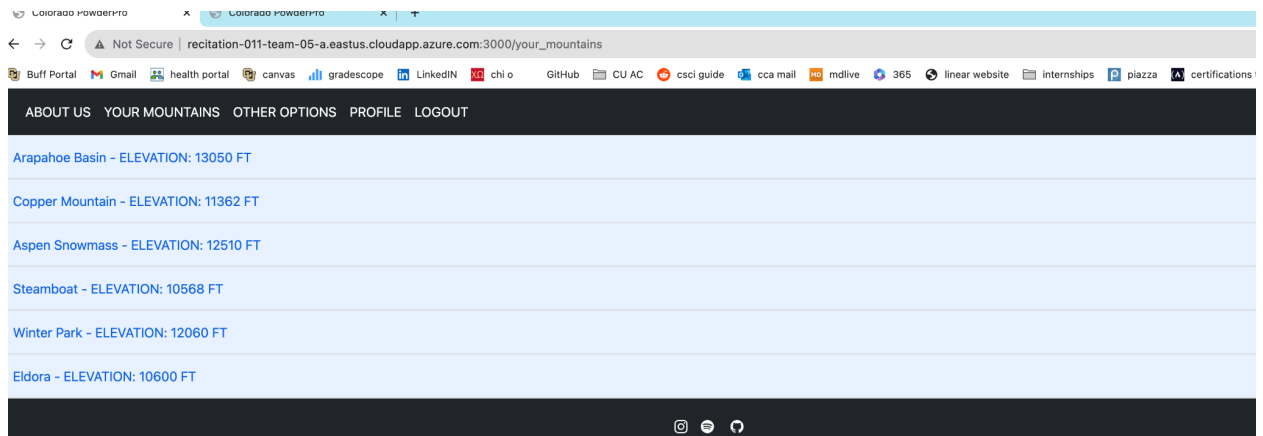 Colorado PowderPro Colorado PowderPro
Not Secure | recitation-011-team-05-a.eastus.cloudapp.azure.com:3000/your_mountains
Buff Portal Gmail health portal canvas gradescope LinkedIN chi o GitHub CU AC csci guide cca mail mdlive 365 linear website internships piazza certifications
ABOUT US YOUR MOUNTAINS OTHER OPTIONS PROFILE LOGOUT
Arapahoe Basin - ELEVATION: 13050 FT
Copper Mountain - ELEVATION: 11362 FT
Aspen Snowmass - ELEVATION: 12510 FT
Steamboat - ELEVATION: 10568 FT
Winter Park - ELEVATION: 12060 FT
Eldora - ELEVATION: 10600 FT